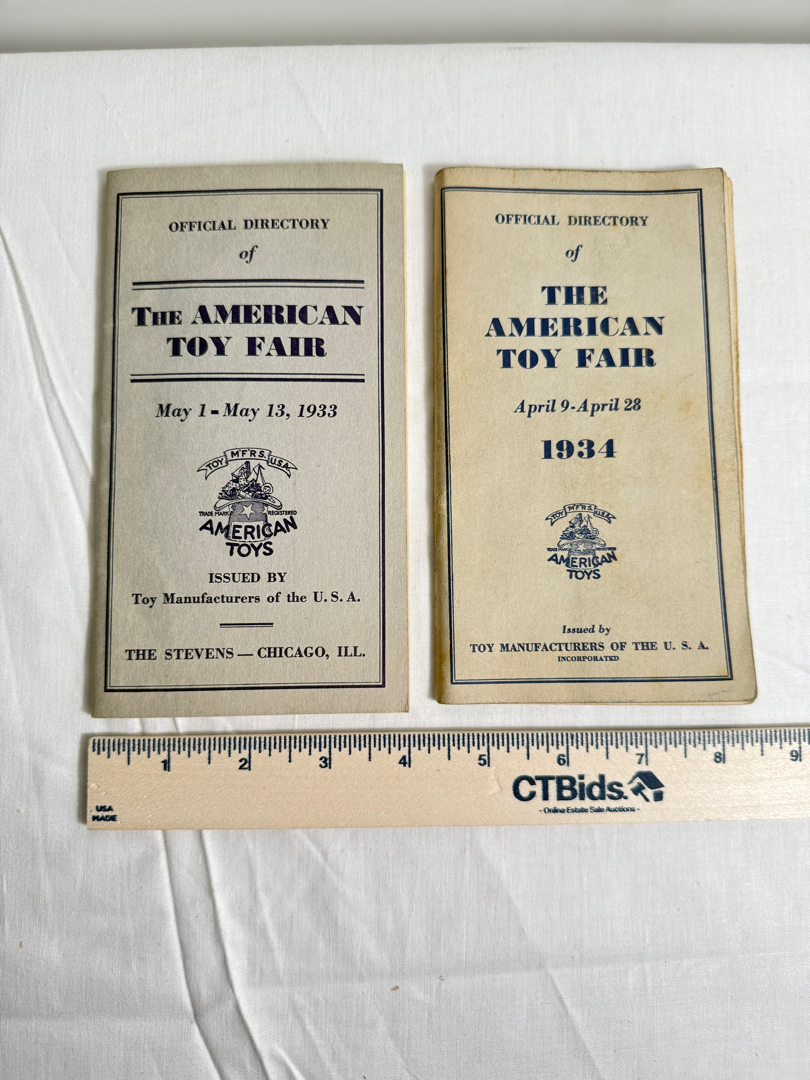 OFFICIAL DIRECTORY
of
THE AMERICAN
TOY FAIR
May 1-May 13, 1933
TOY M'F'RS. U.S.A.
TRADE MARK REGISTERED
AMERICAN
TOYS
ISSUED BY
Toy Manufacturers of the U. S. A.
THE STEVENS — CHICAGO, ILL.
OFFICIAL DIRECTORY
of
THE
AMERICAN
TOY FAIR
April 9-April 28
1934
TOY M'F'RS. U.S.A.
TRADE MARK REGISTERED
AMERICAN
TOYS
Issued by
TOY MANUFACTURERS OF THE U. S. A.
INCORPORATED
1 2 3 4 5 6 7 8 9
CTBids.
- Online Estate Sale Auctions -
USA
MADE